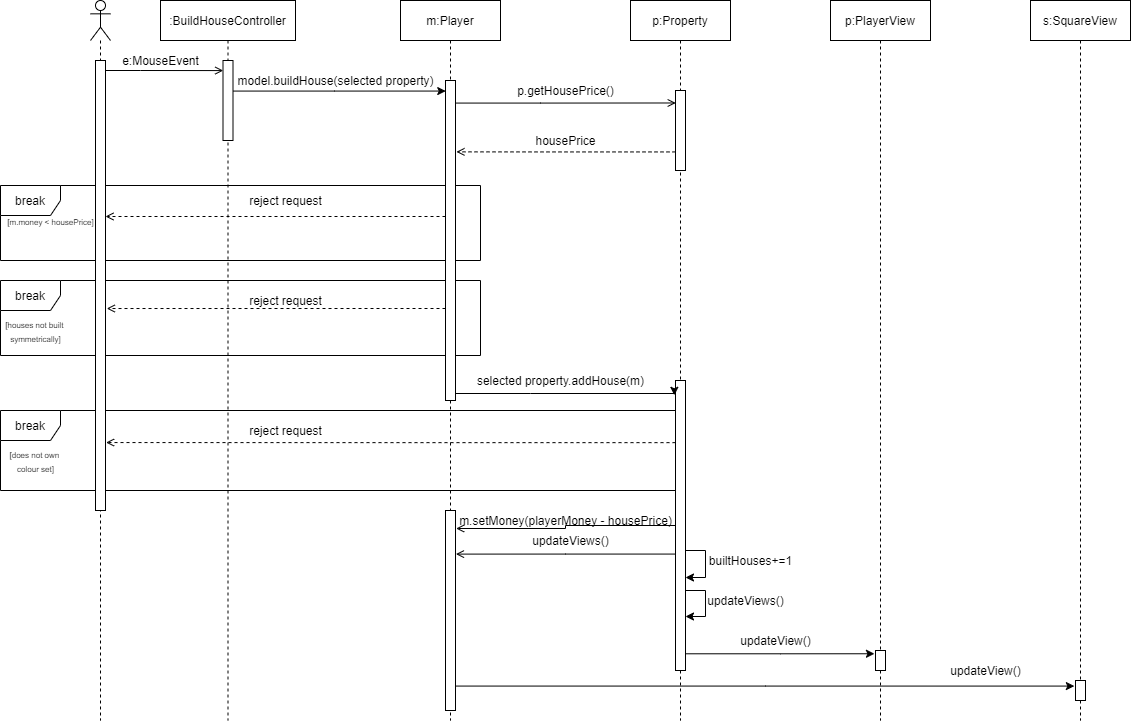 :BuildHouseController
m:Player
p:Property
p:PlayerView
s:SquareView
e:MouseEvent
model.buildHouse(selected property)
p.getHousePrice()
housePrice
break
reject request
[m.money < housePrice]
break
reject request
[houses not built
symmetrically]
selected property.addHouse(m)
break
reject request
[does not own
colour set]
m.setMoney(playerMoney - housePrice)
updateViews()
builtHouses+=1
updateViews()
updateView()
updateView()